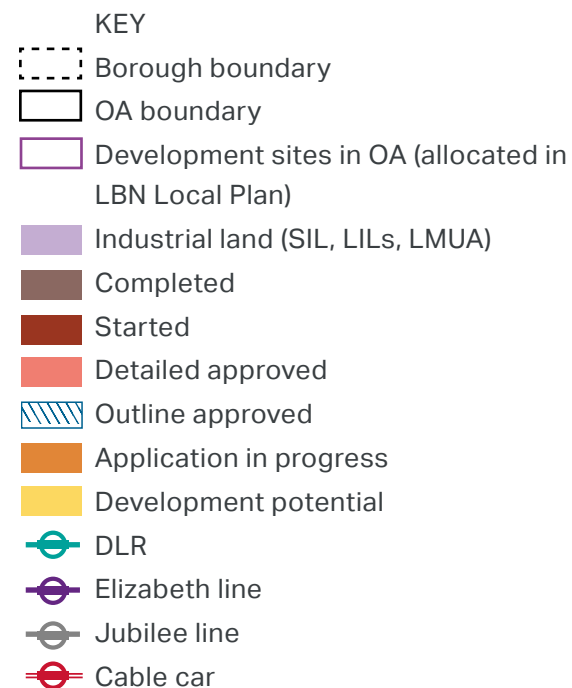 KEY
Borough boundary
OA boundary
Development sites in OA (allocated in
LBN Local Plan)
Industrial land (SIL, LILs, LMUA)
Completed
Started
Detailed approved
Outline approved
Application in progress
Development potential
DLR
Elizabeth line
Jubilee line
Cable car